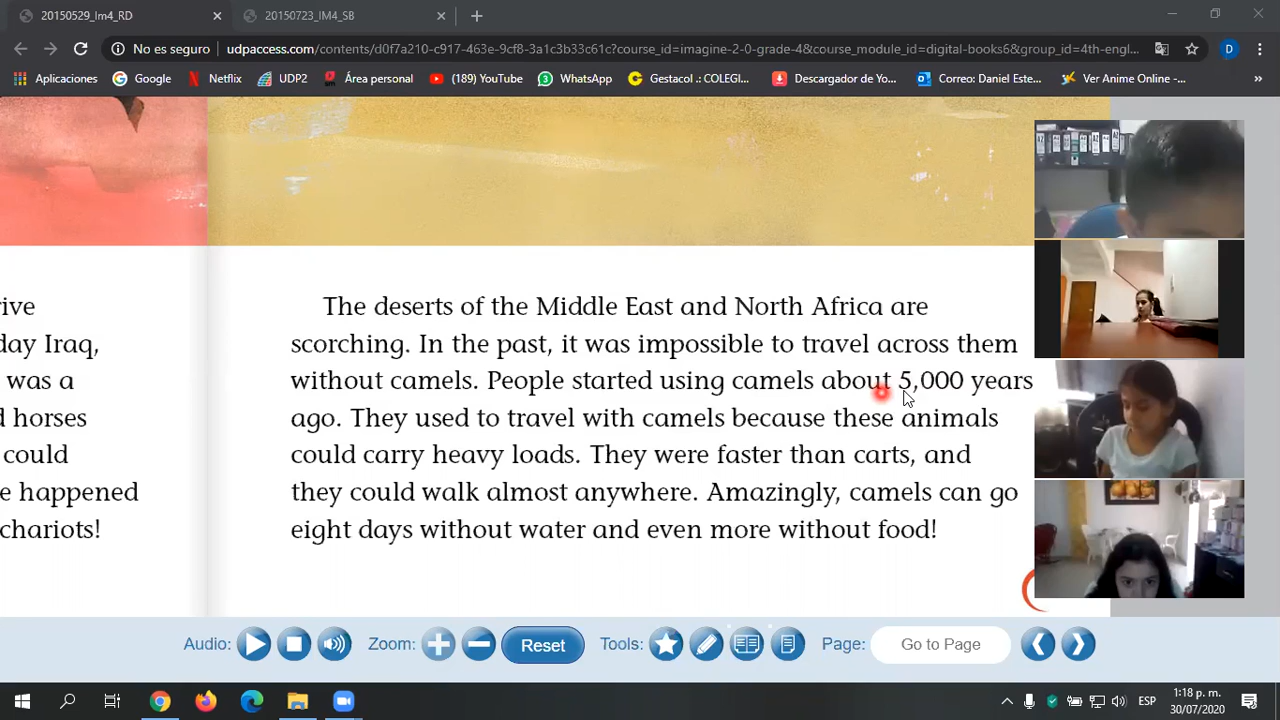 20150529_Im4_RD
20150723_IM4_SB
No es seguro
udpaccess.com/contents/d0f7a210-c917-463e-9cf8-3a1c3b33c61c?course_id=imagine-2-0-grade-4&course_module_id=digital-books6&group_id=4th-engl...
D
Aplicaciones
Google
Netflix
UDP2
Área personal
(189) YouTube
WhatsApp
Gestacol .: COLEGI...
Descargador de Yo...
Correo: Daniel Este...
Ver Anime Online -...
»
rive
day Iraq,
was a
d horses
could
e happened
chariots!
The deserts of the Middle East and North Africa are
scorching. In the past, it was impossible to travel across them
without camels. People started using camels about 5,000 years
ago. They used to travel with camels because these animals
could carry heavy loads. They were faster than carts, and
they could walk almost anywhere. Amazingly, camels can go
eight days without water and even more without food!
Audio:
Zoom:
Reset
Tools:
Page:
Go to Page
ESP
1:18 p. m.
30/07/2020